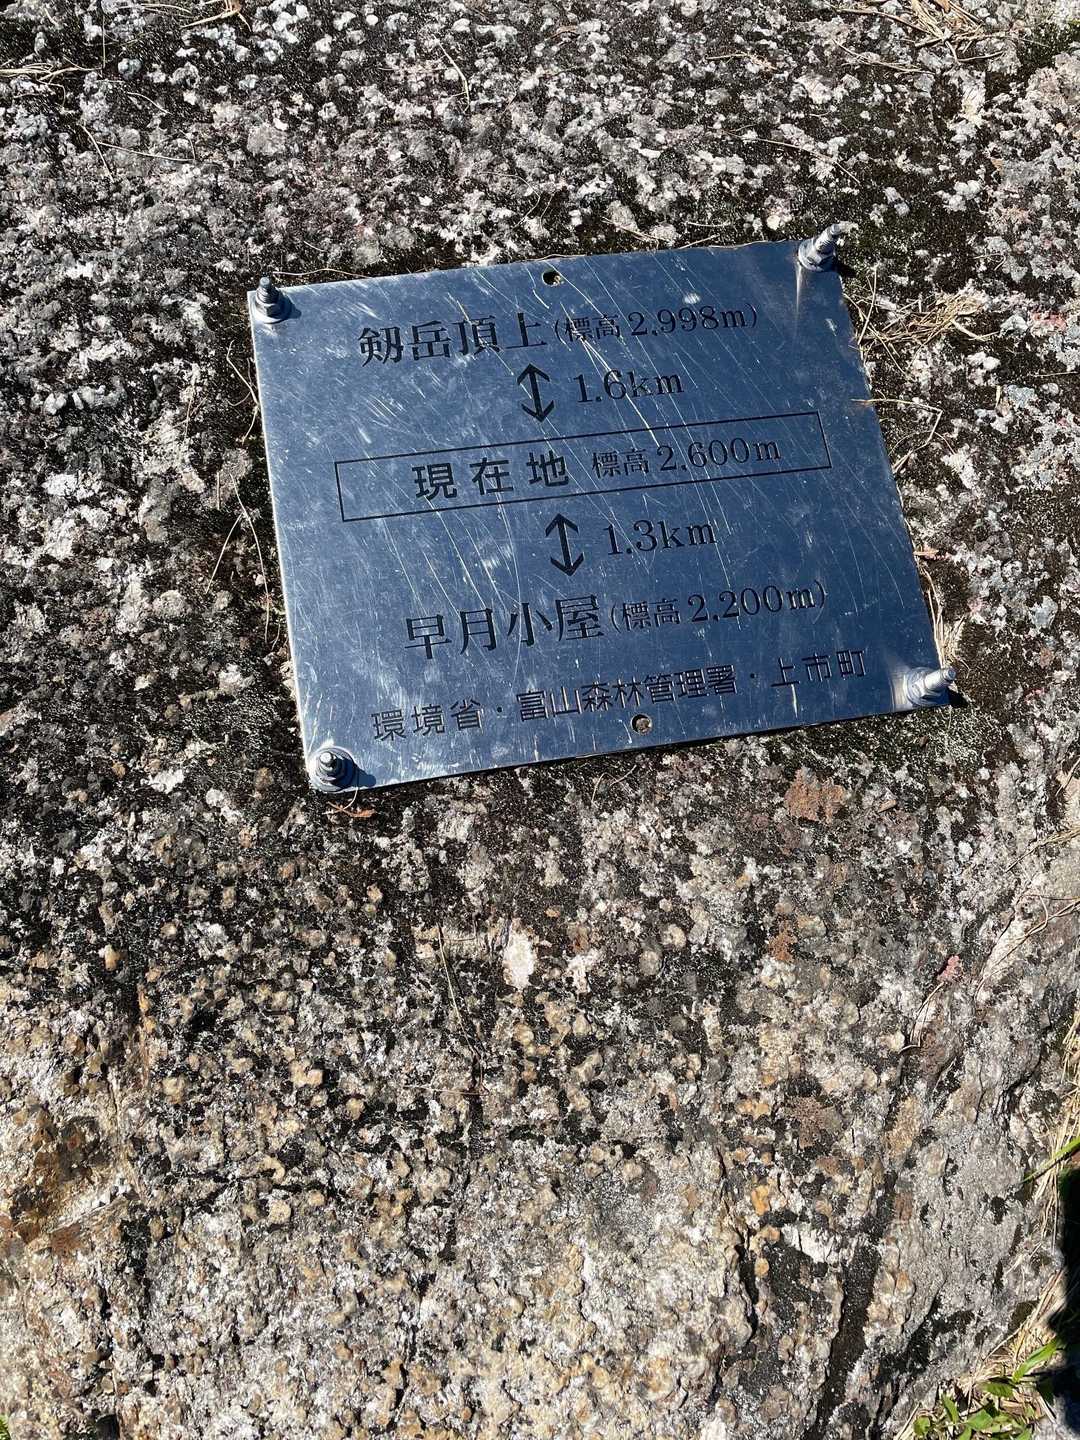 剱岳頂上(標高2,998m)
↕ 1.6km
現在地 標高2,600m
↕ 1.3km
早月小屋(標高2,200m)
環境省・富山森林管理署・上市町